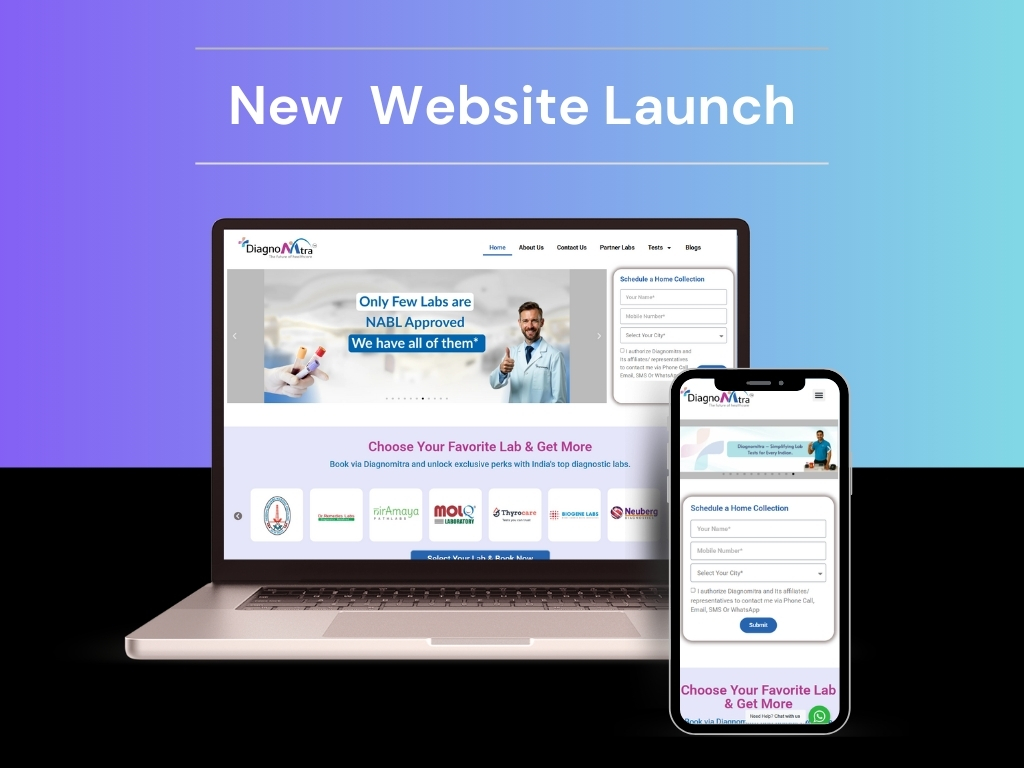 New Website Launch
DiagnoMtra
The Future of healthcare
Home About Us Contact Us Partner Labs Tests Blogs
Only Few Labs are
NABL Approved
We have all of them*
Schedule a Home Collection
Your Name*
Mobile Number*
Select Your City*
I authorize Diagnomitra and
its affiliates/ representatives
to contact me via Phone Call,
Email, SMS Or WhatsApp
Choose Your Favorite Lab & Get More
Book via Diagnomitra and unlock exclusive perks with India's top diagnostic labs.
Dr Remedies Labs
NirAmaya
PATHLABS
MOLQ
LABORATORY
Thyrocare
Tests you can trust
BIOGENE LABS
Neuberg
DIAGNOSTICS
Select Your Lab & Book Now
DiagnoMtra
The Future of healthcare
Diagnomitra – Simplifying Lab
Tests for Every Indian.
Schedule a Home Collection
Your Name*
Mobile Number*
Select Your City*
I authorize Diagnomitra and its affiliates/
representatives to contact me via Phone Call,
Email, SMS Or WhatsApp
Submit
Choose Your Favorite Lab
& Get More
Need Help? Chat with us
Book via Diagnom